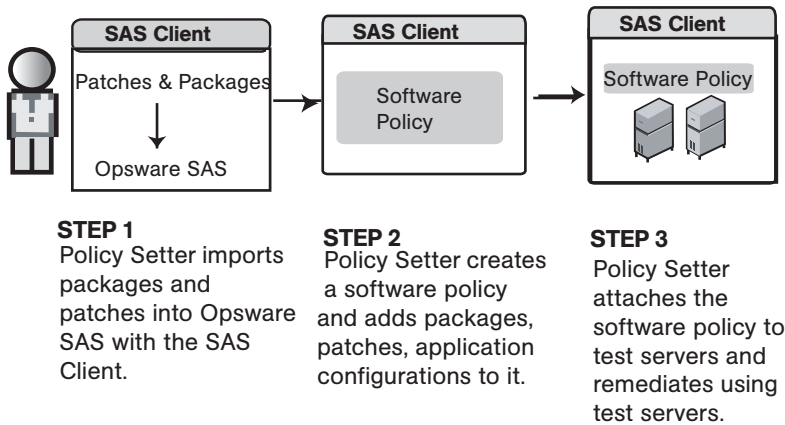 SAS Client
Patches & Packages
Opsware SAS
SAS Client
Software
Policy
SAS Client
Software Policy
STEP 1
Policy Setter imports
packages and
patches into Opsware
SAS with the SAS
Client.
STEP 2
Policy Setter creates
a software policy
and adds packages,
patches, application
configurations to it.
STEP 3
Policy Setter
attaches the
software policy to
test servers and
remediates using
test servers.